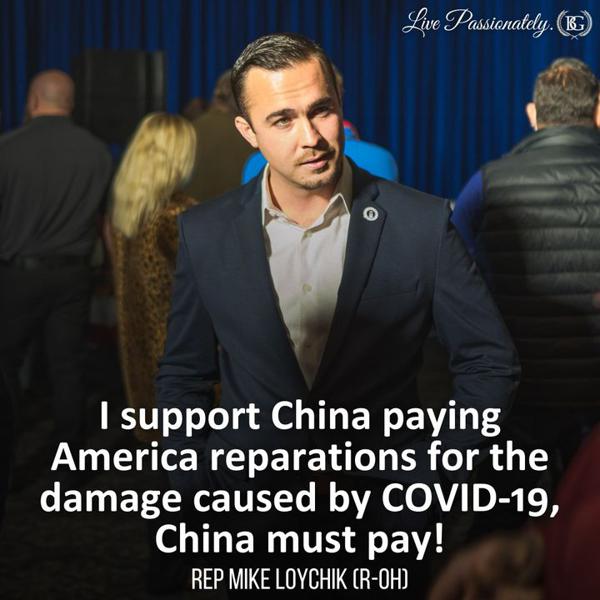 Live Passionately. BG
I support China paying
America reparations for the
damage caused by COVID-19,
China must pay!
REP MIKE LOYCHIK (R-OH)